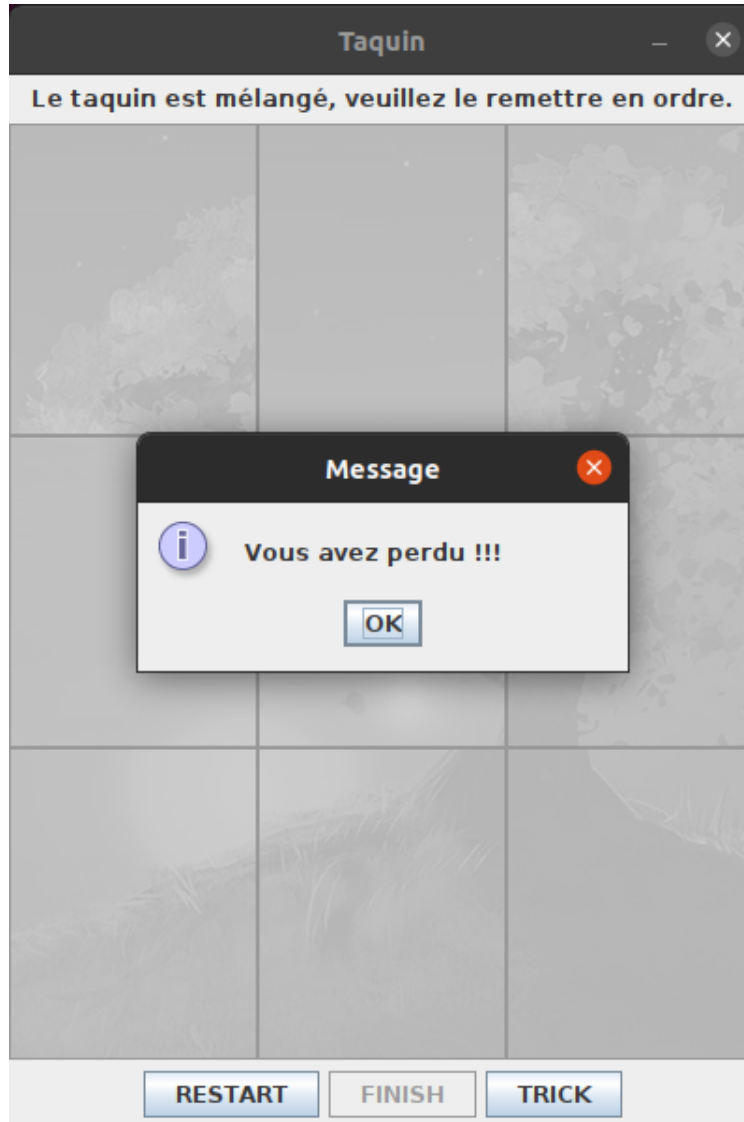 Taquin
Le taquin est mélangé, veuillez le remettre en ordre.
Message
Vous avez perdu !!!
OK
RESTART
FINISH
TRICK